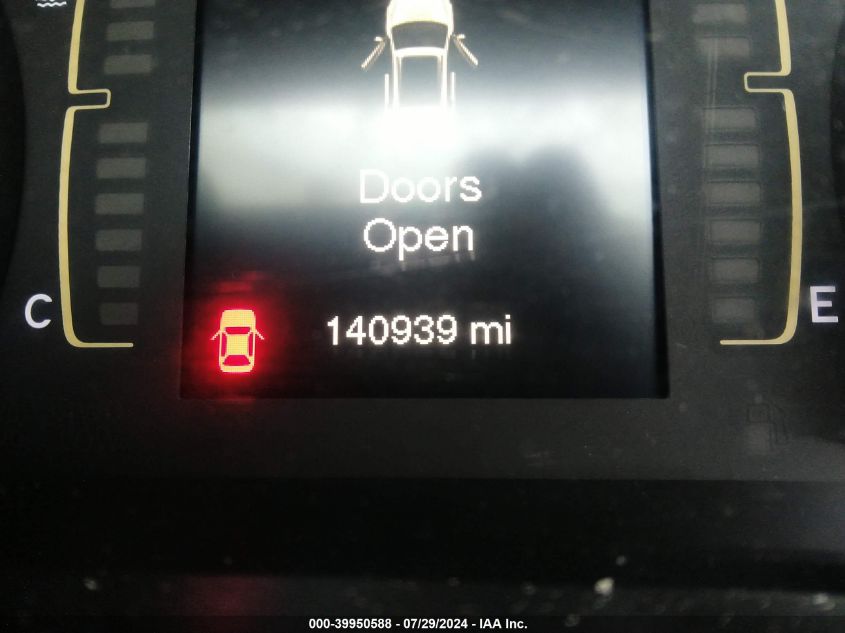 Doors
Open
C
E
140939 mi
000-39950588 - 07/29/2024 - IAA Inc.